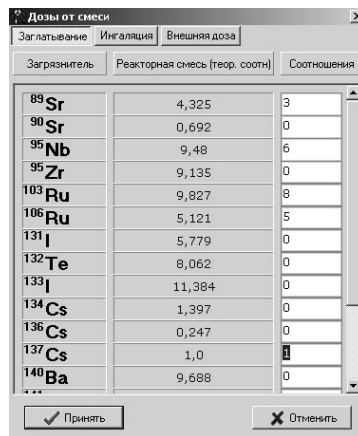 Дозы от смеси
Заглатывание Ингаляция Внешняя доза
Загрязнитель Реакторная смесь (теор. соотн) Соотношения
89Sr 4,325 3
90Sr 0,692 0
95Nb 9,48 6
95Zr 9,135 0
103Ru 9,827 8
106Ru 5,121 5
131I 5,779 0
132Te 8,062 0
133I 11,384 0
134Cs 1,397 0
136Cs 0,247 0
137Cs 1,0 1
140Ba 9,688 0
Принять Отменить